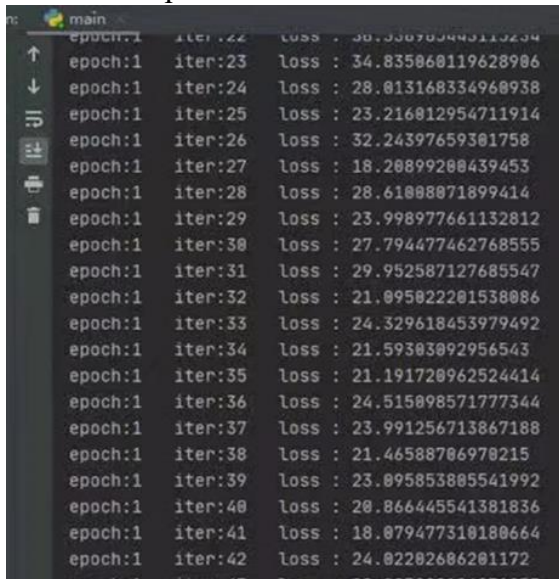 main
epoch:1 iter:22 loss :
epoch:1 iter:23 loss : 34.835060119628906
epoch:1 iter:24 loss : 28.013168334960938
epoch:1 iter:25 loss : 23.216012954711914
epoch:1 iter:26 loss : 32.24397659301758
epoch:1 iter:27 loss : 18.20899200439453
epoch:1 iter:28 loss : 28.61008071899414
epoch:1 iter:29 loss : 23.998977661132812
epoch:1 iter:30 loss : 27.794477462768555
epoch:1 iter:31 loss : 29.952587127685547
epoch:1 iter:32 loss : 21.095022201538086
epoch:1 iter:33 loss : 24.329618453979492
epoch:1 iter:34 loss : 21.59303092956543
epoch:1 iter:35 loss : 21.191720962524414
epoch:1 iter:36 loss : 24.515098571777344
epoch:1 iter:37 loss : 23.991256713867188
epoch:1 iter:38 loss : 21.46588706970215
epoch:1 iter:39 loss : 23.095853805541992
epoch:1 iter:40 loss : 20.866445541381836
epoch:1 iter:41 loss : 18.079477310180664
epoch:1 iter:42 loss : 24.02202606201172